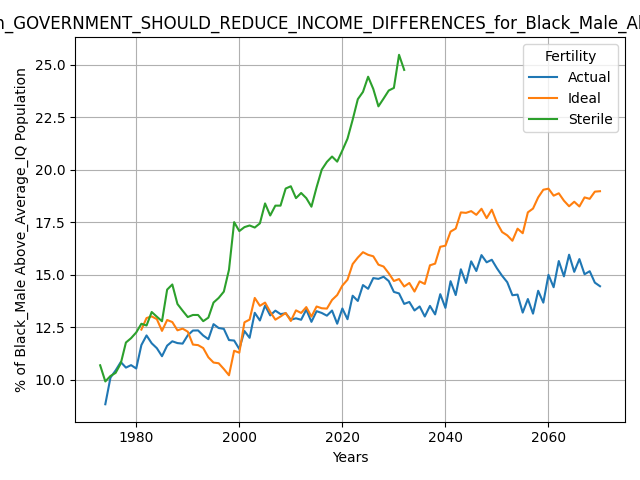 n_GOVERNMENT_SHOULD_REDUCE_INCOME_DIFFERENCES_for_Black_Male_A
% of Black_Male Above_Average_IQ Population
25.0
22.5
20.0
17.5
15.0
12.5
10.0
Fertility
Actual
Ideal
Sterile
1980
2000
2020
2040
2060
Years